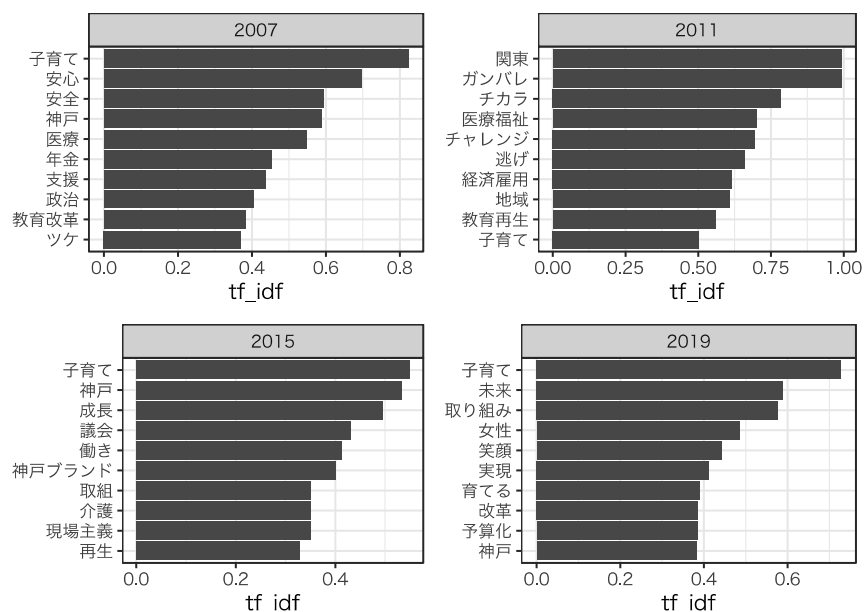 2007
子育て
安心
安全
神戸
医療
年金
支援
政治
教育改革
ツケ
0.0 0.2 0.4 0.6 0.8
tf_idf
2011
関東
ガンバレ
チカラ
医療福祉
チャレンジ
逃げ
経済雇用
地域
教育再生
子育て
0.00 0.25 0.50 0.75 1.00
tf_idf
2015
子育て
神戸
成長
議会
働き
神戸ブランド
取組
介護
現場主義
再生
0.0 0.2 0.4
tf_idf
2019
子育て
未来
取り組み
女性
笑顔
実現
育てる
改革
予算化
神戸
0.0 0.2 0.4 0.6
tf_idf